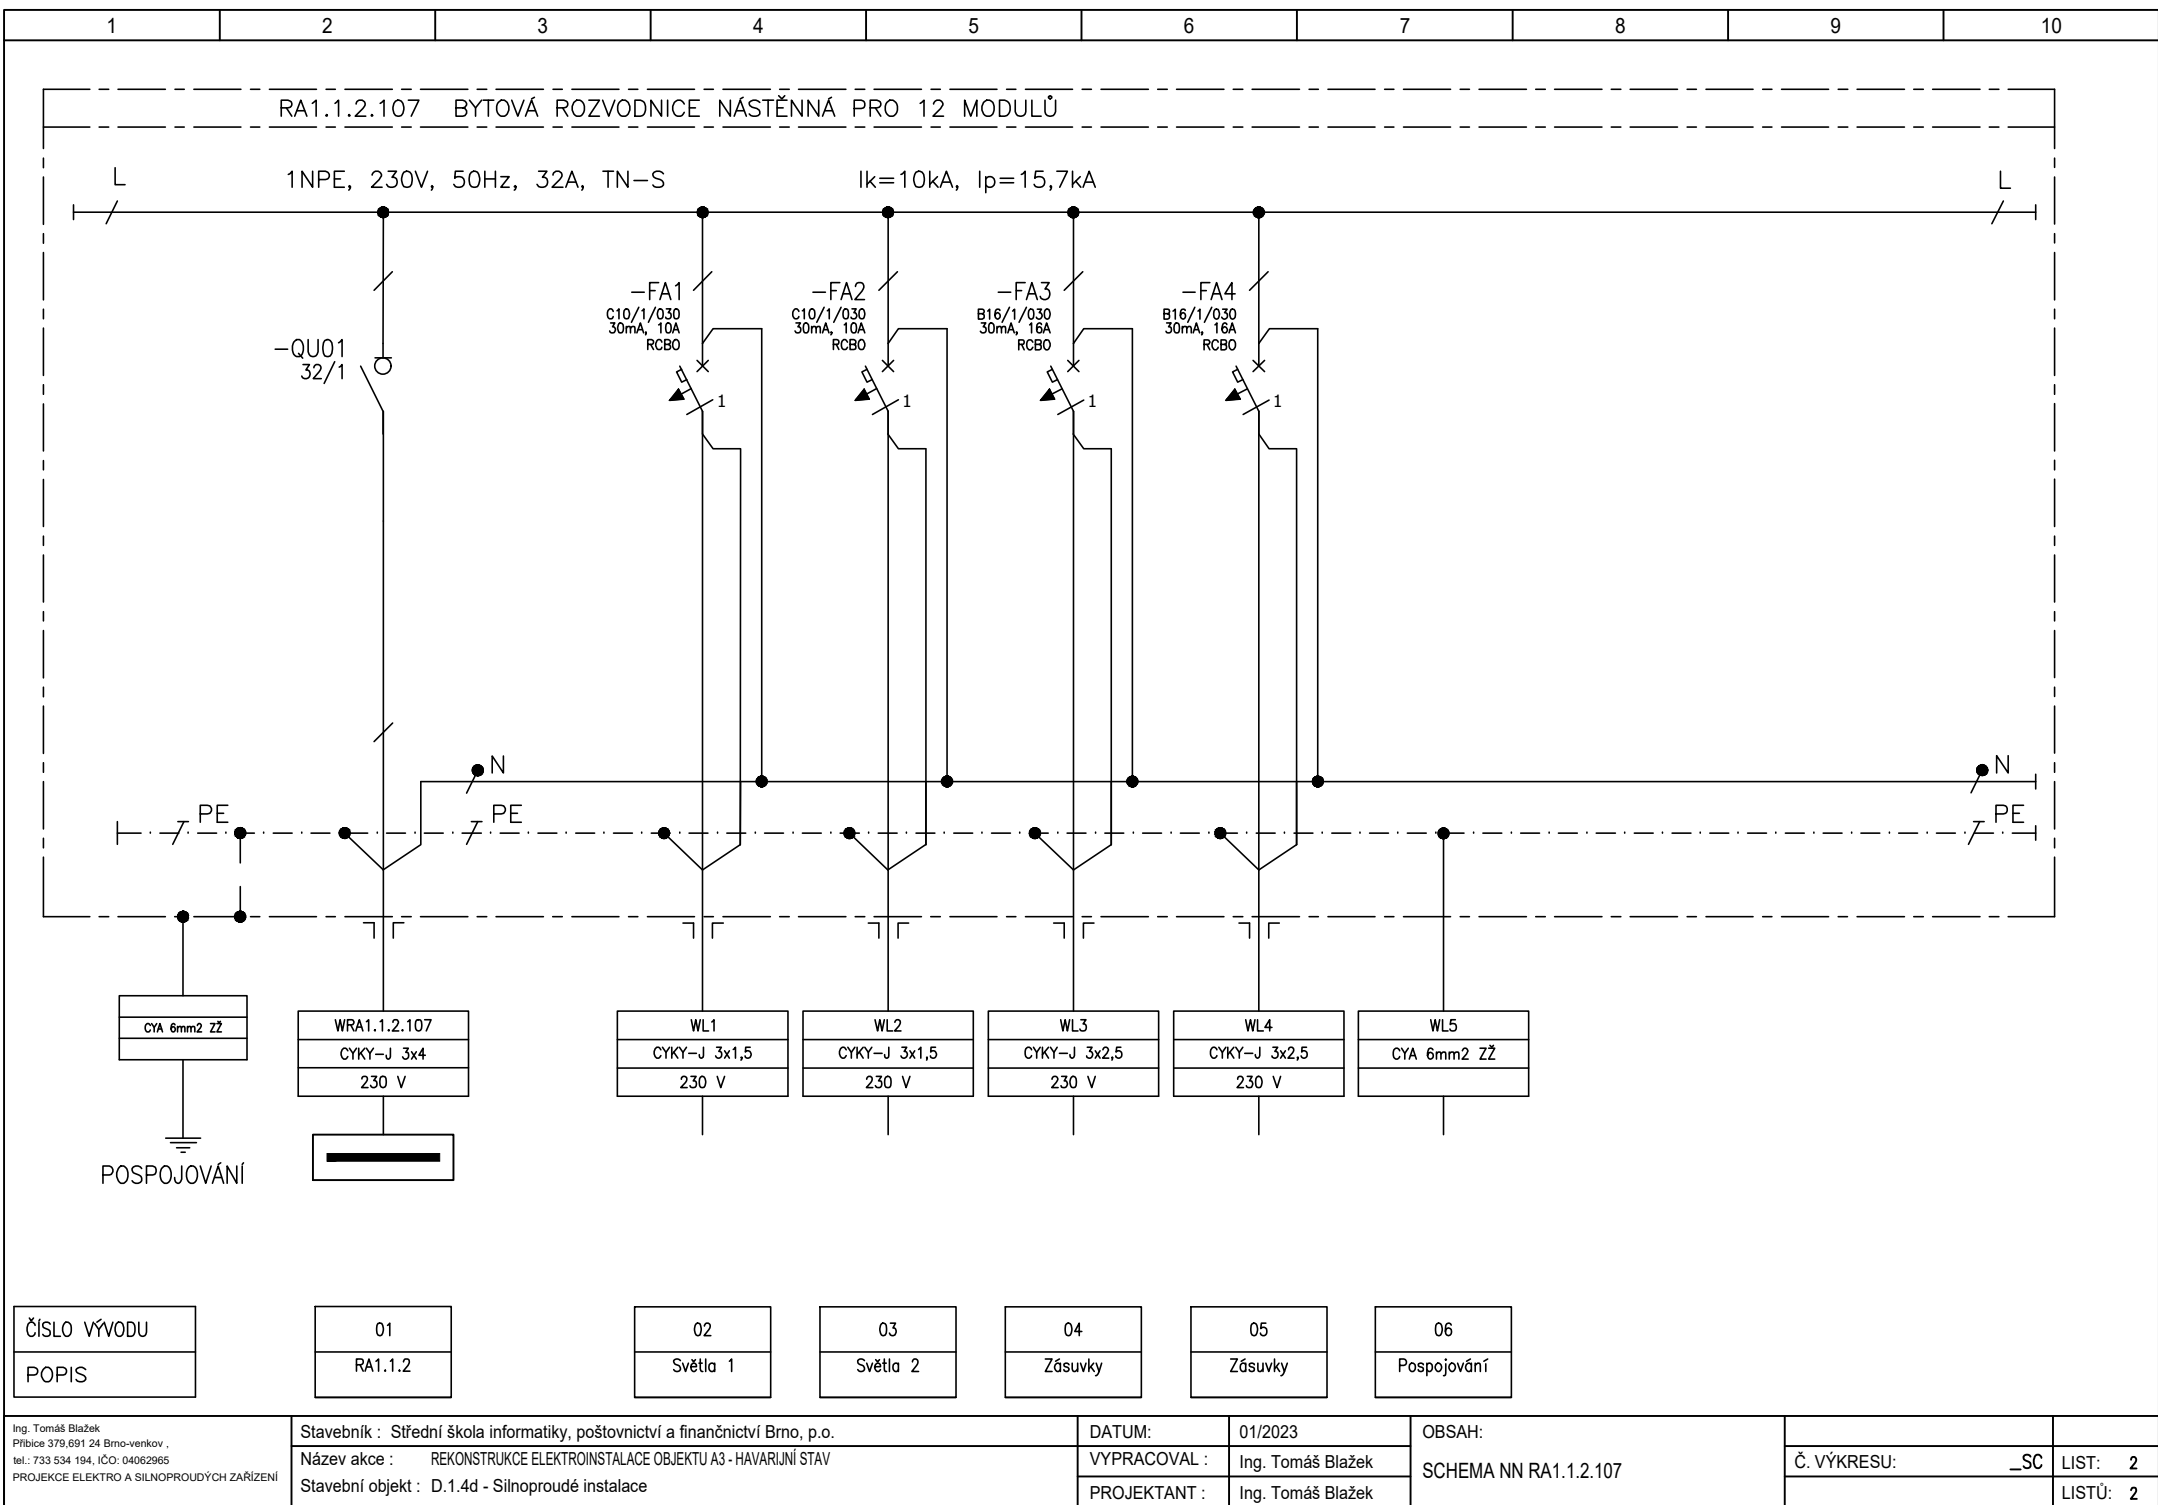 1 2 3 4 5 6 7 8 9 10
RA1.1.2.107 BYTOVÁ ROZVODNICE NÁSTĚNNÁ PRO 12 MODULŮ
L 1NPE, 230V, 50Hz, 32A, TN-S Ik=10kA, Ip=15,7kA L
-FA1 -FA2 -FA3 -FA4
C10/1/030 C10/1/030 B16/1/030 B16/1/030
30mA, 10A 30mA, 10A 30mA, 16A 30mA, 16A
RCBO RCBO RCBO RCBO
-QU01
32/1
1 1 1 1
N N
PE PE PE
CYA 6mm2 ZŽ
WRA1.1.2.107 WL1 WL2 WL3 WL4 WL5
CYKY-J 3x4 CYKY-J 3x1,5 CYKY-J 3x1,5 CYKY-J 3x2,5 CYKY-J 3x2,5 CYA 6mm2 ZŽ
230 V 230 V 230 V 230 V 230 V
POSPOJOVÁNÍ
ČÍSLO VÝVODU 01 02 03 04 05 06
POPIS RA1.1.2 Světla 1 Světla 2 Zásuvky Zásuvky Pospojování
Ing. Tomáš Blažek
Přibice 379,691 24 Brno-venkov ,
tel.: 733 534 194, IČO: 04062965
PROJEKCE ELEKTRO A SILNOPROUDÝCH ZAŘÍZENÍ
Stavebník : Střední škola informatiky, poštovnictví a finančnictví Brno, p.o.
Název akce : REKONSTRUKCE ELEKTROINSTALACE OBJEKTU A3 - HAVARIJNÍ STAV
Stavební objekt : D.1.4d - Silnoproudé instalace
DATUM: 01/2023
VYPRACOVAL : Ing. Tomáš Blažek
PROJEKTANT : Ing. Tomáš Blažek
OBSAH:
SCHEMA NN RA1.1.2.107
Č. VÝKRESU: _SC
LIST: 2
LISTŮ: 2